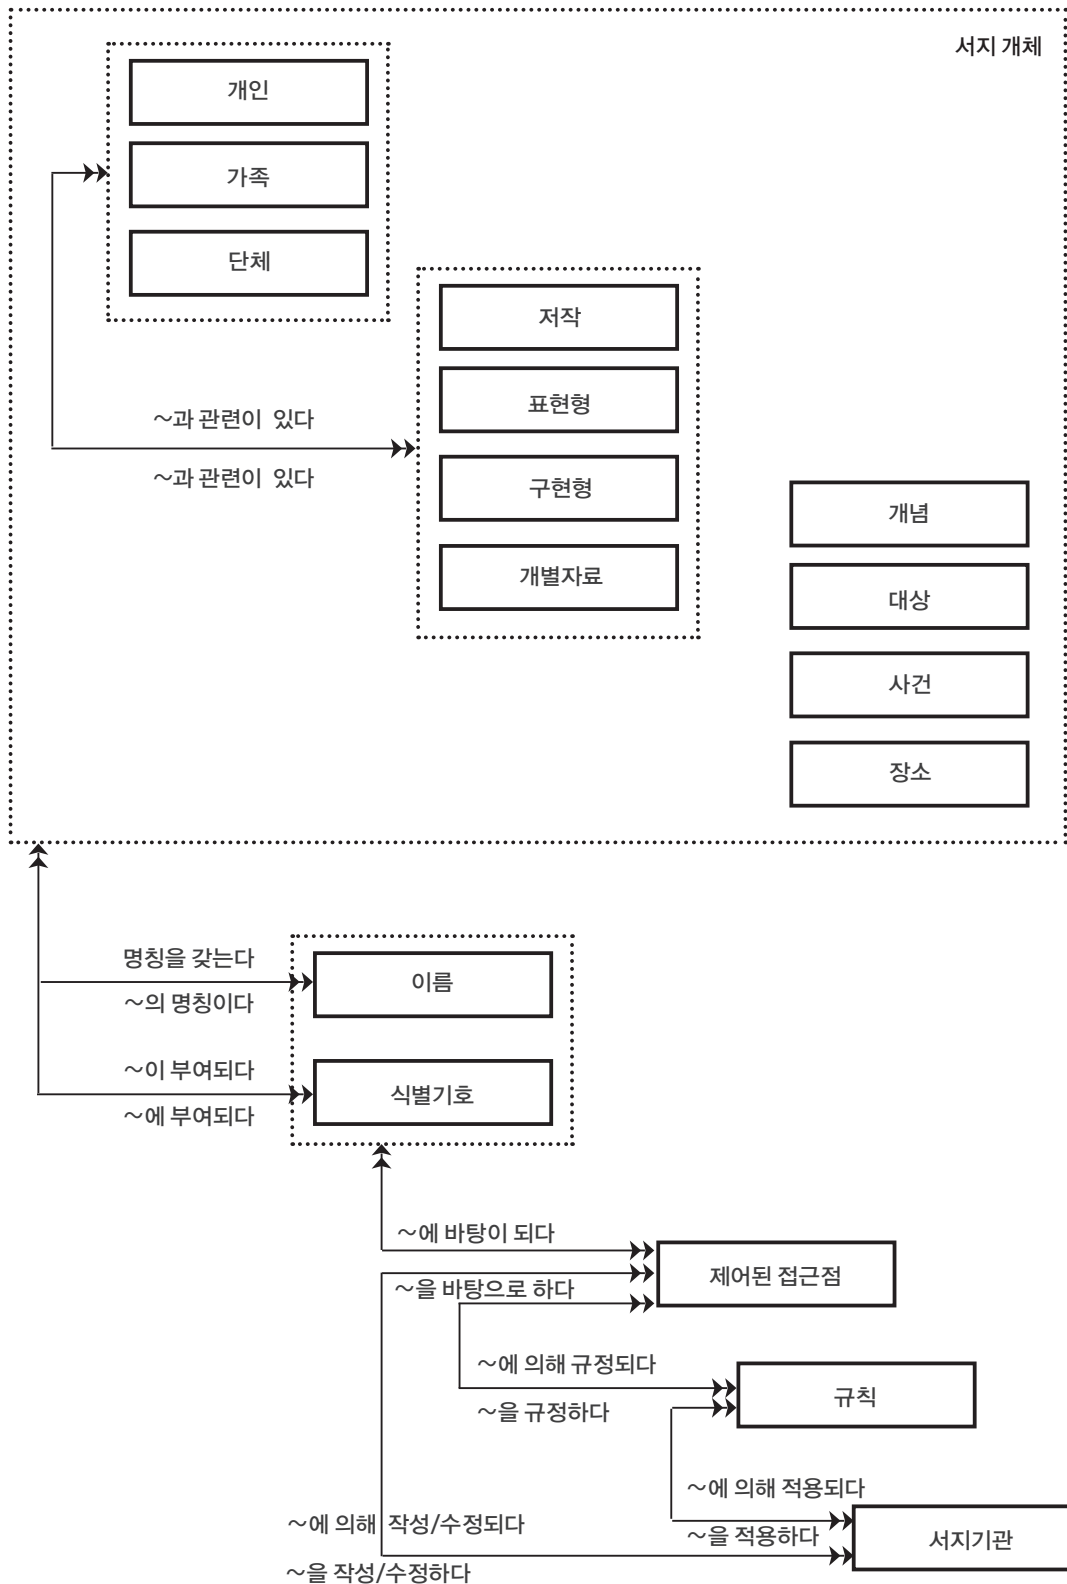 서지 개체
개인
가족
단체
저작
표현형
구현형
개별자료
~과 관련이 있다
~과 관련이 있다
개념
대상
사건
장소
명칭을 갖는다
~의 명칭이다
이름
~이 부여되다
~에 부여되다
식별기호
~에 바탕이 되다
~을 바탕으로 하다
제어된 접근점
~에 의해 규정되다
~을 규정하다
규칙
~에 의해 적용되다
~을 적용하다
서지기관
~에 의해 작성/수정되다
~을 작성/수정하다